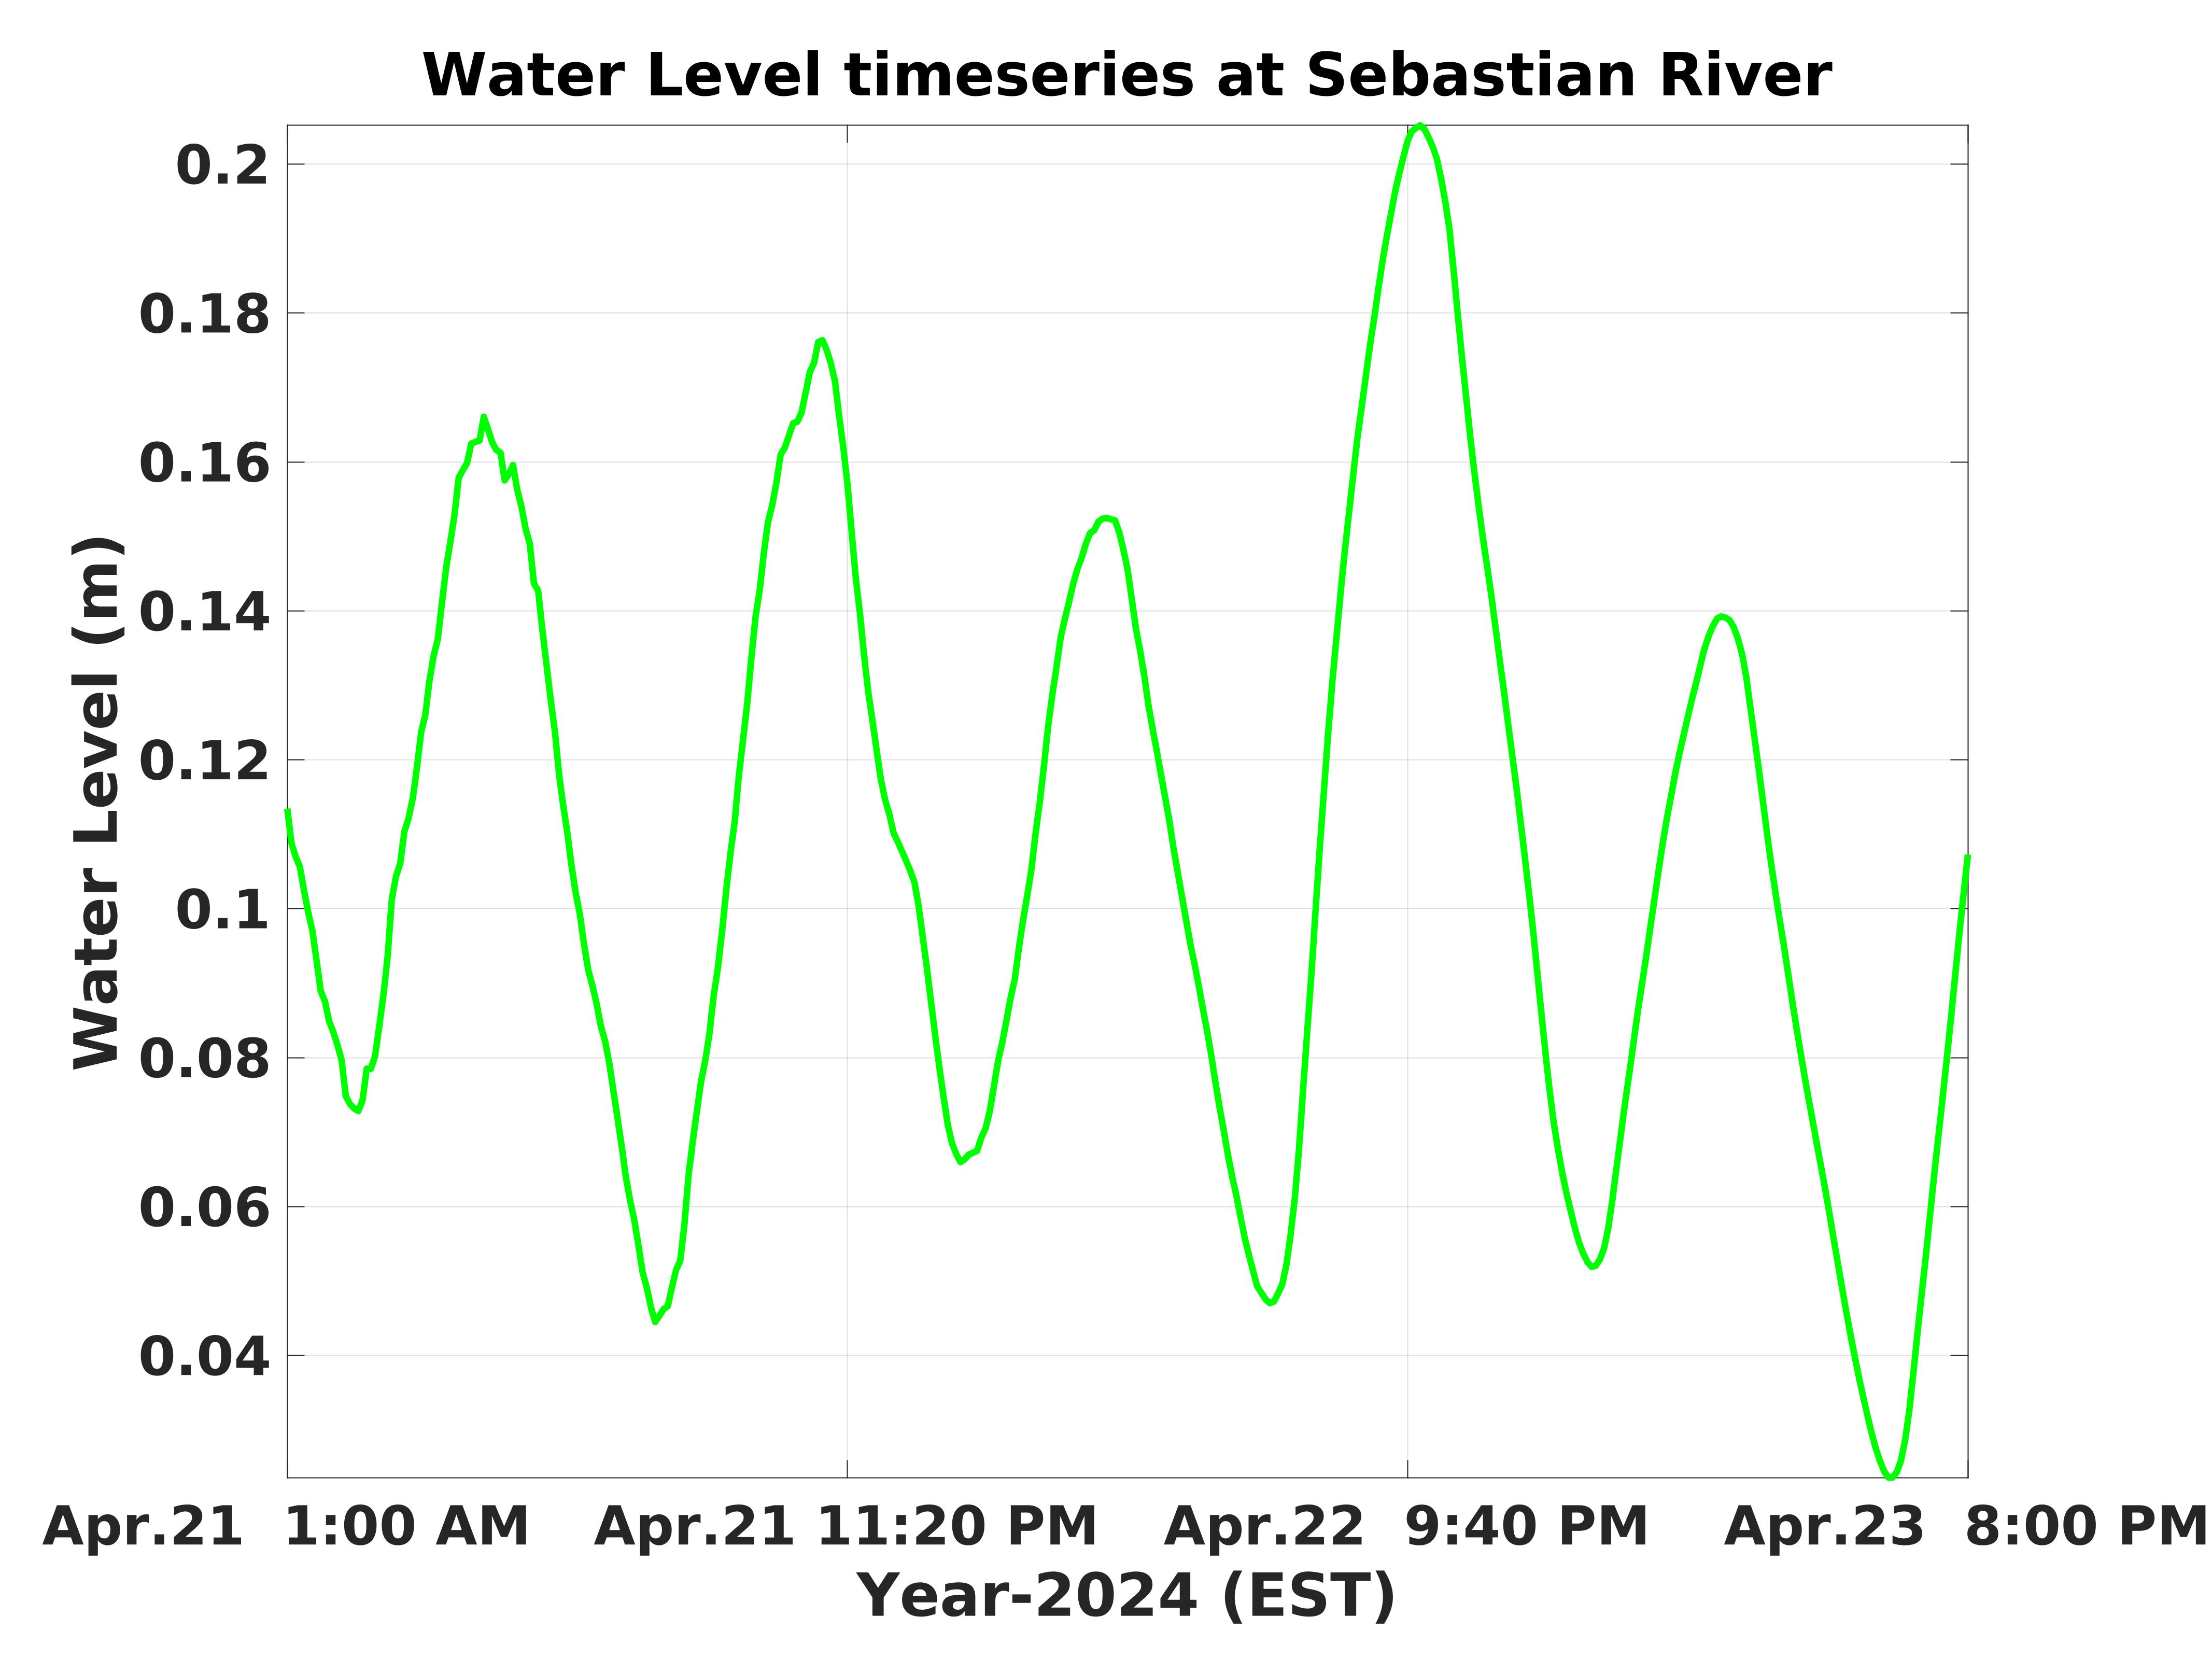 Water Level timeseries at Sebastian River
0.2
0.18
0.16
0.14
0.12
0.1
0.08
0.06
0.04
Water Level (m)
Apr.21 1:00 AM Apr.21 11:20 PM Apr.22 9:40 PM Apr.23 8:00 PM
Year-2024 (EST)